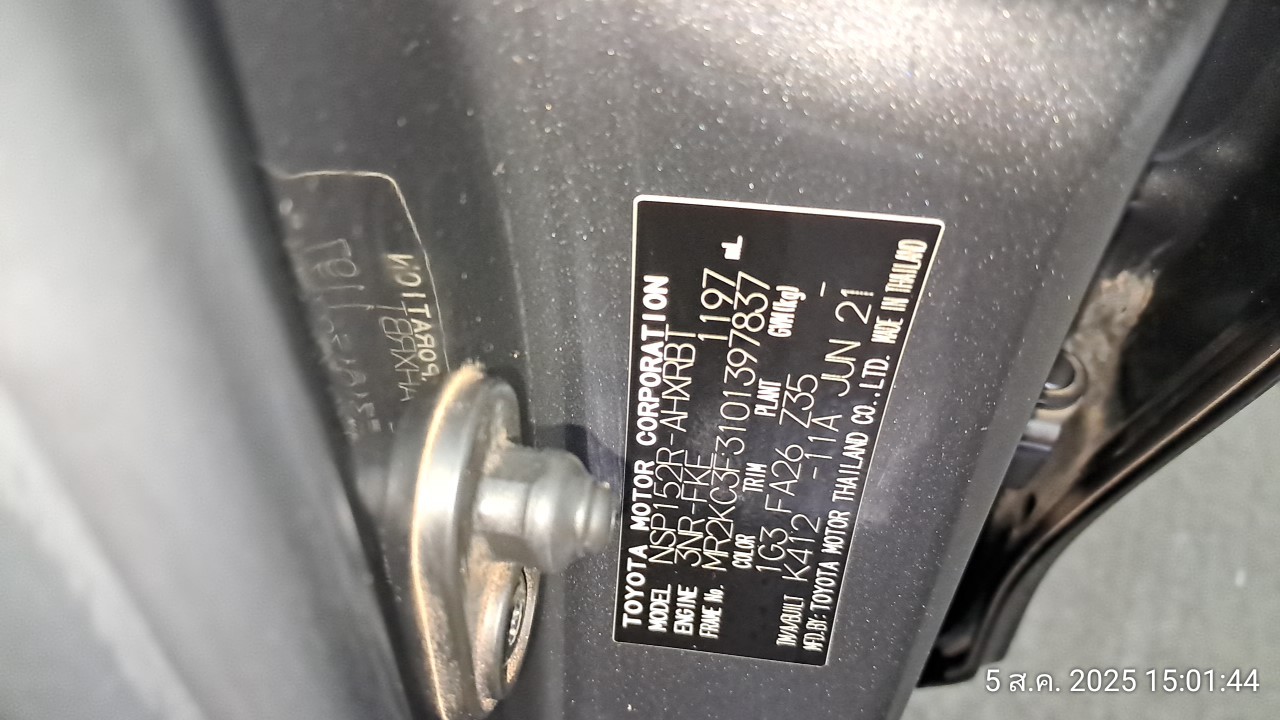 TOYOTA MOTOR CORPORATION
MODEL NSP152R-AHXRBT
ENGINE 3NR-FKE 1197 mL
FRAME No. MR2KC3F3101397837
COLOR TRIM PLANT GVM(kg)
1G3 FA26 Z35 -
TM/A/BUILT K412 -11A JUN 21
MFD.BY:TOYOTA MOTOR THAILAND CO.,LTD. MADE IN THAILAND
5 ส.ค. 2025 15:01:44